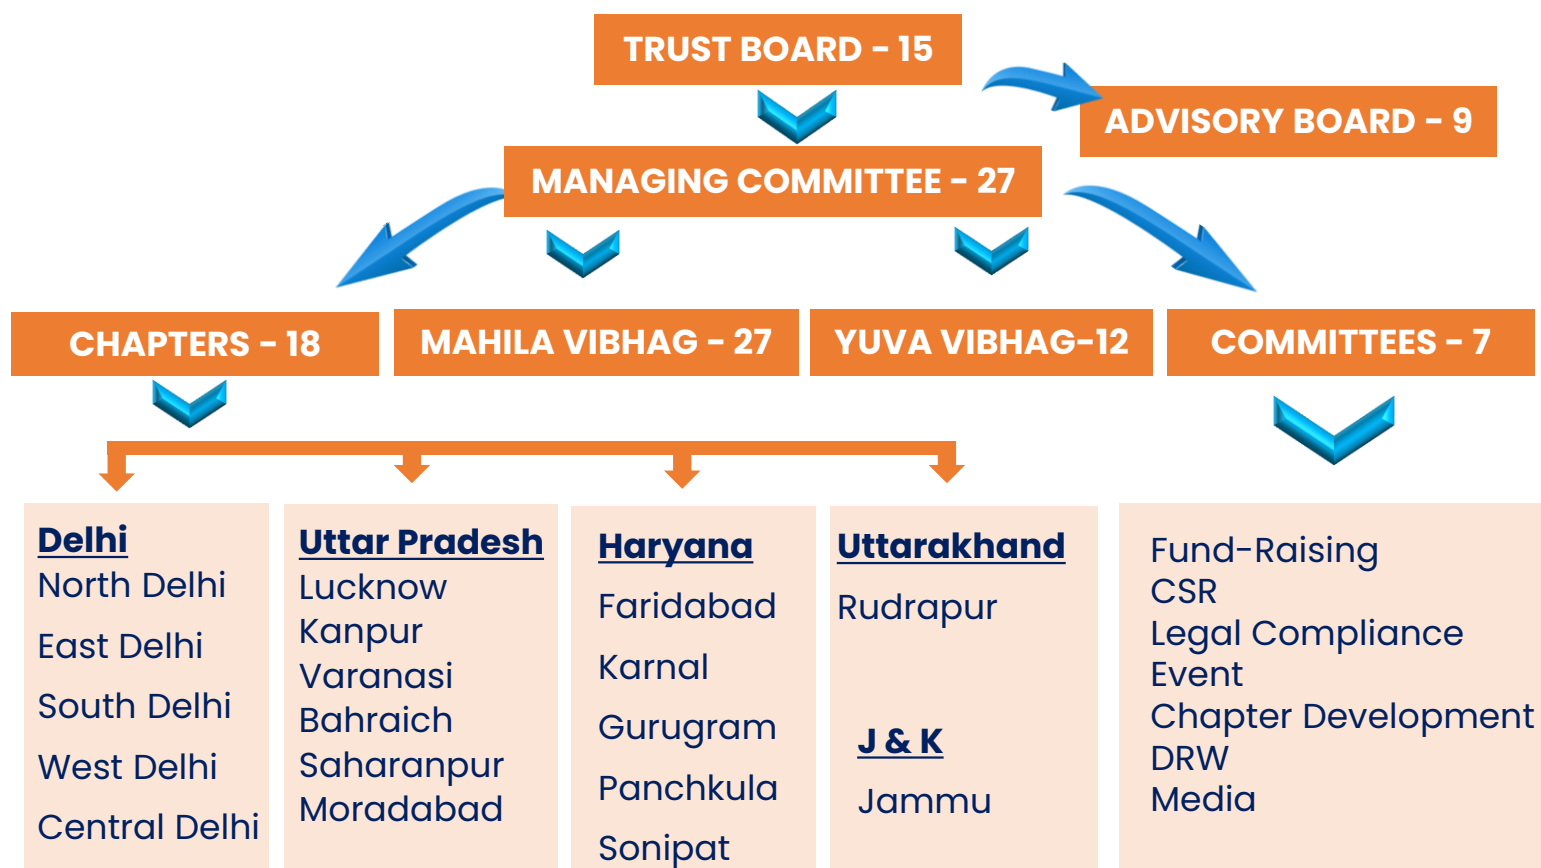 TRUST BOARD - 15
ADVISORY BOARD - 9
MANAGING COMMITTEE - 27
CHAPTERS - 18
MAHILA VIBHAG - 27
YUVA VIBHAG-12
COMMITTEES - 7
Delhi
North Delhi
East Delhi
South Delhi
West Delhi
Central Delhi
Uttar Pradesh
Lucknow
Kanpur
Varanasi
Bahraich
Saharanpur
Moradabad
Haryana
Faridabad
Karnal
Gurugram
Panchkula
Sonipat
Uttarakhand
Rudrapur
J & K
Jammu
Fund-Raising
CSR
Legal Compliance
Event
Chapter Development
DRW
Media